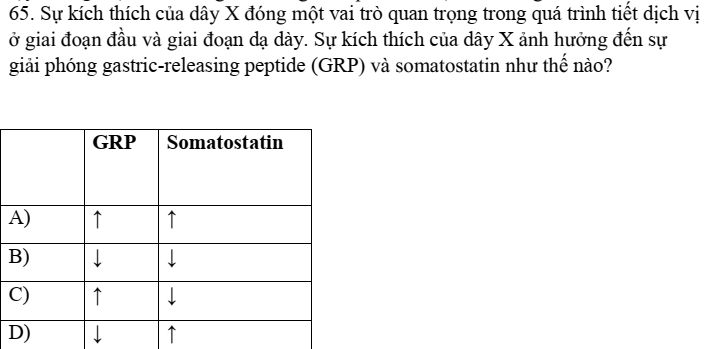 65. Sự kích thích của dây X đóng một vai trò quan trọng trong quá trình tiết dịch vị
ở giai đoạn đầu và giai đoạn dạ dày. Sự kích thích của dây X ảnh hưởng đến sự
giải phóng gastric-releasing peptide (GRP) và somatostatin như thế nào?
GRP Somatostatin
A) ↑ ↑
B) ↓ ↓
C) ↑ ↓
D) ↓ ↑